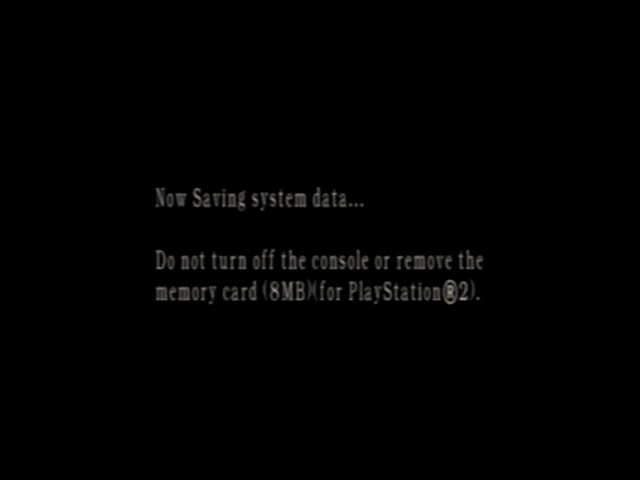 Now Saving system data...
Do not turn off the console or remove the
memory card (8MB)(for PlayStation®2).